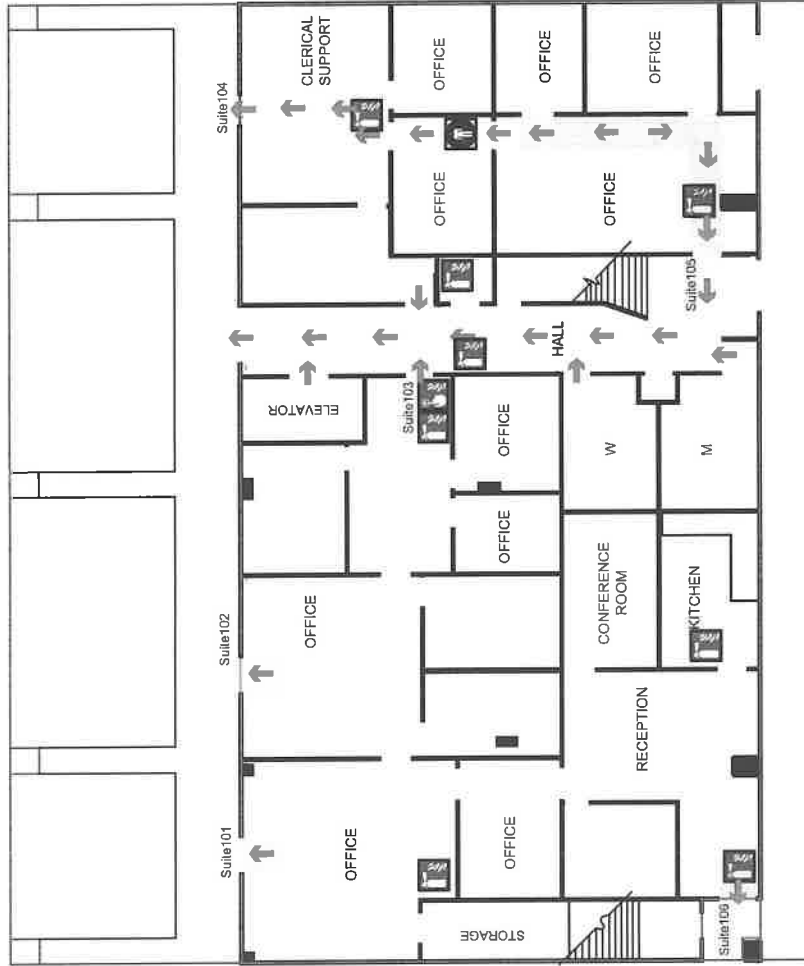 Suite104
CLERICAL
SUPPORT
OFFICE
OFFICE
OFFICE
OFFICE
OFFICE
Suite105
HALL
ELEVATOR
Suite103
OFFICE
OFFICE
W
M
Suite102
OFFICE
CONFERENCE
ROOM
KITCHEN
RECEPTION
Suite101
OFFICE
OFFICE
STORAGE
Suite106